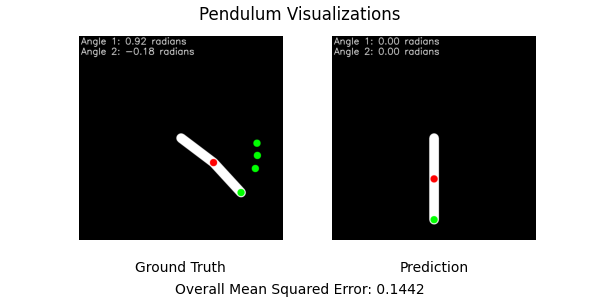 Pendulum Visualizations
Angle 1: 0.92 radians
Angle 2: −0.18 radians
Angle 1: 0.00 radians
Angle 2: 0.00 radians
Ground Truth
Prediction
Overall Mean Squared Error: 0.1442